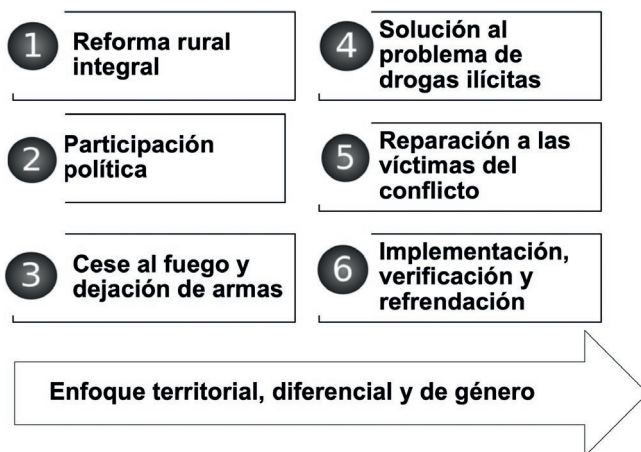 1
Reforma rural
integral
2
Participación
política
3
Cese al fuego y
dejación de armas
4
Solución al
problema de
drogas ilícitas
5
Reparación a las
víctimas del
conflicto
6
Implementación,
verificación y
refrendación
Enfoque territorial, diferencial y de género